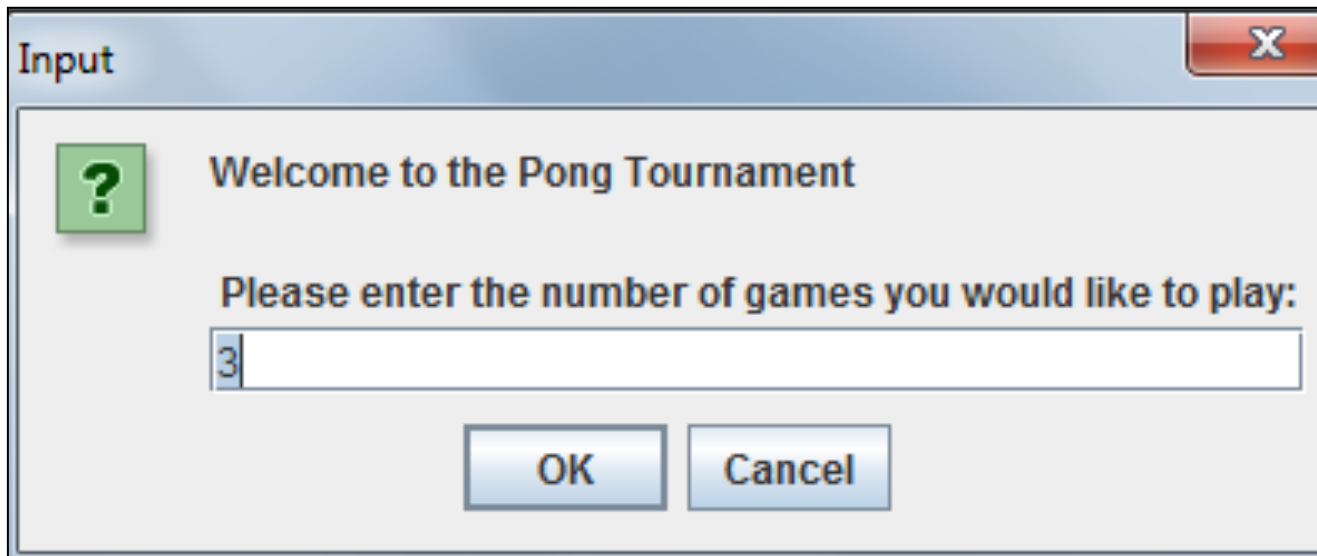 Input
Welcome to the Pong Tournament
Please enter the number of games you would like to play:
3
OK Cancel